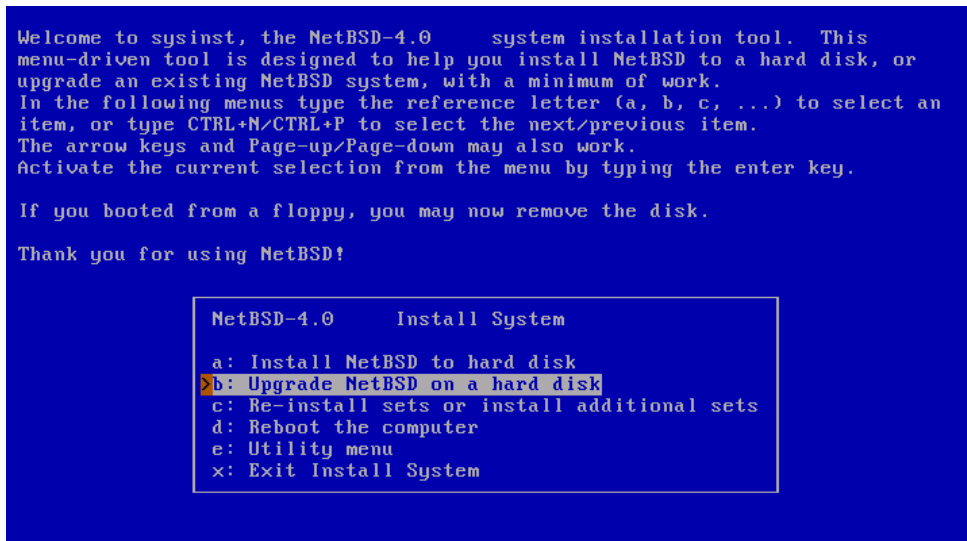 Welcome to sysinst, the NetBSD-4.0     system installation tool.  This
menu-driven tool is designed to help you install NetBSD to a hard disk, or
upgrade an existing NetBSD system, with a minimum of work.
In the following menus type the reference letter (a, b, c, ...) to select an
item, or type CTRL+N/CTRL+P to select the next/previous item.
The arrow keys and Page-up/Page-down may also work.
Activate the current selection from the menu by typing the enter key.
If you booted from a floppy, you may now remove the disk.
Thank you for using NetBSD!
NetBSD-4.0     Install System
a: Install NetBSD to hard disk
>b: Upgrade NetBSD on a hard disk
c: Re-install sets or install additional sets
d: Reboot the computer
e: Utility menu
x: Exit Install System